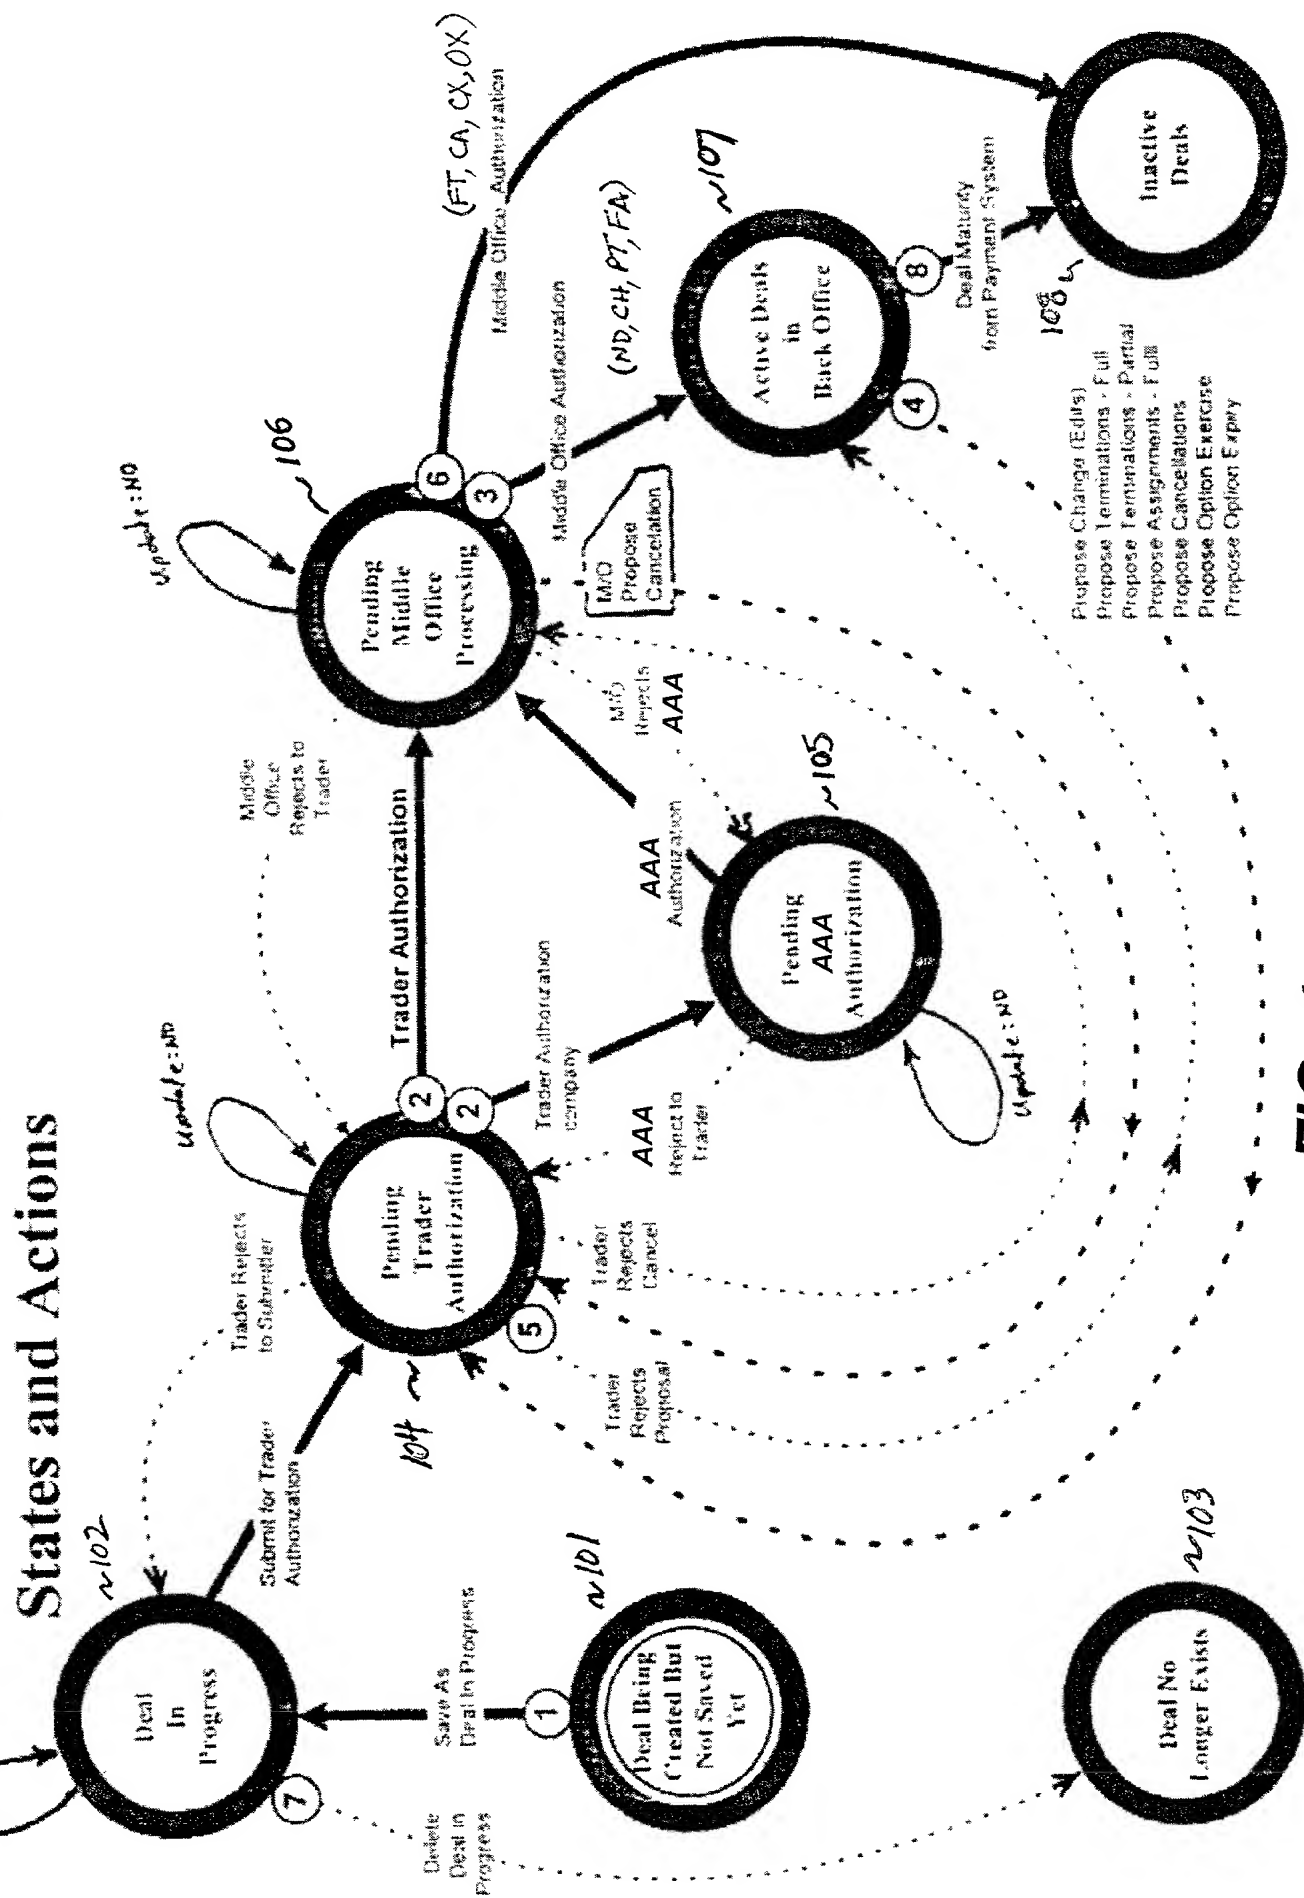 States and Actions
~102
Deal
In
Progress
7
Save As
Deal In Progress
1
Deal Being
Created But
Not Saved
Yet
~101
Delete
Deal in
Progress
Deal No
Longer Exists
~103
Submit for Trader
Authorization
Trader Rejects
to Submitter
update:ND
Pending
Trader
Authorization
104 ~
2
2
5
Trader Authorization
Trader Authorization
company
AAA
Reject to
Trader
Trader
Rejects
Cancel
Trader
Rejects
Proposal
Middle
Office
Rejects to
Trader
Pending
AAA
Authorization
~105
update:ND
AAA
Authorization
M/O
Rejects
AAA
update:ND
~106
Pending
Middle
Office
Processing
6
3
M/O
Propose
Cancelation
Middle Office Authorization
(ND, CH, PT, FA)
Middle Office Authorization
(FT, CA, CX, OX)
~107
Active Deals
in
Back Office
4
8
Deal Maturity
from Payment System
108~
Inactive
Deals
Propose Change (Edits)
Propose Terminations - Full
Propose Terminations - Partial
Propose Assignments - Full
Propose Cancellations
Propose Option Exercise
Propose Option Expiry